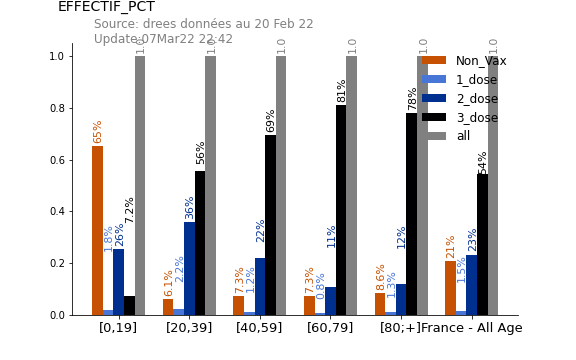 EFFECTIF_PCT
Source: drees données au 20 Feb 22
Update 07Mar22 22:42
1.0 1.0 1.0 1.0 1.0 1.0
Non_Vax
1_dose
2_dose
3_dose
all
65% 1.8% 26% 7.2%
6.1% 2.2% 36% 56%
7.3% 1.2% 22% 69%
7.3% 0.8% 11% 81%
8.6% 1.3% 12% 78%
21% 1.5% 23% 54%
1.0
0.8
0.6
0.4
0.2
0.0
[0,19] [20,39] [40,59] [60,79] [80;+] France - All Age